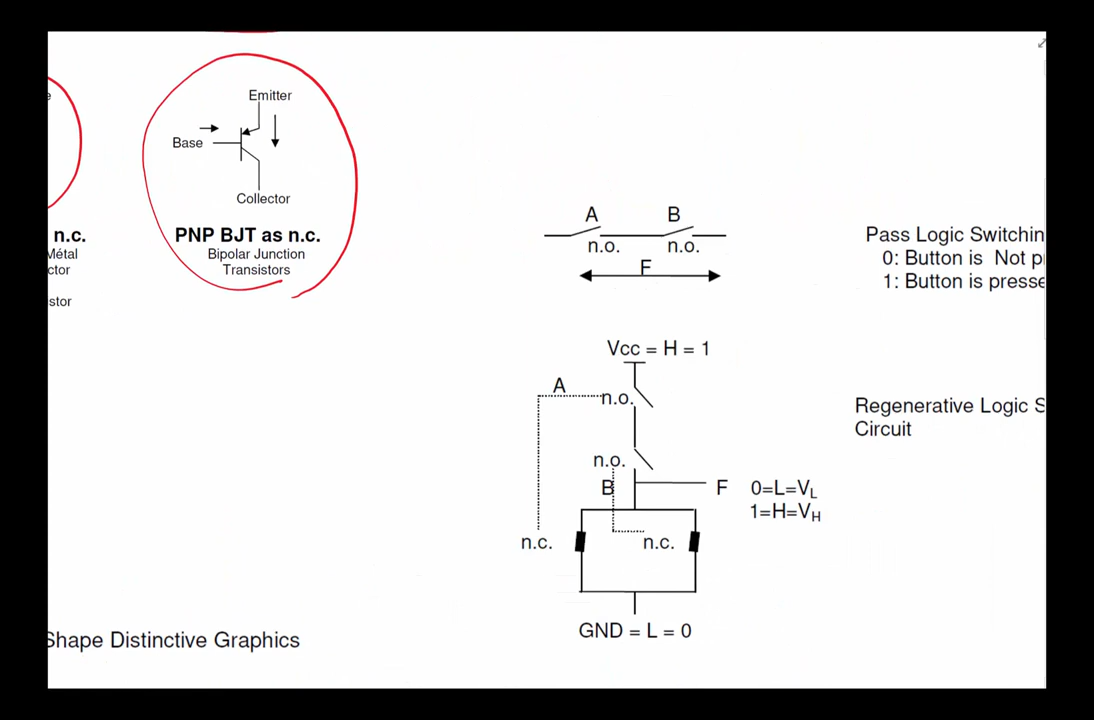 Emitter
Base
Collector
n.c.
PNP BJT as n.c.
Métal
Bipolar Junction
ctor
Transistors
stor
A B
n.o. n.o.
F
Pass Logic Switchin
0: Button is Not p
1: Button is presse
Vcc = H = 1
A
n.o.
n.o.
B
F 0=L=VL
1=H=VH
Regenerative Logic S
Circuit
n.c. n.c.
GND = L = 0
Shape Distinctive Graphics